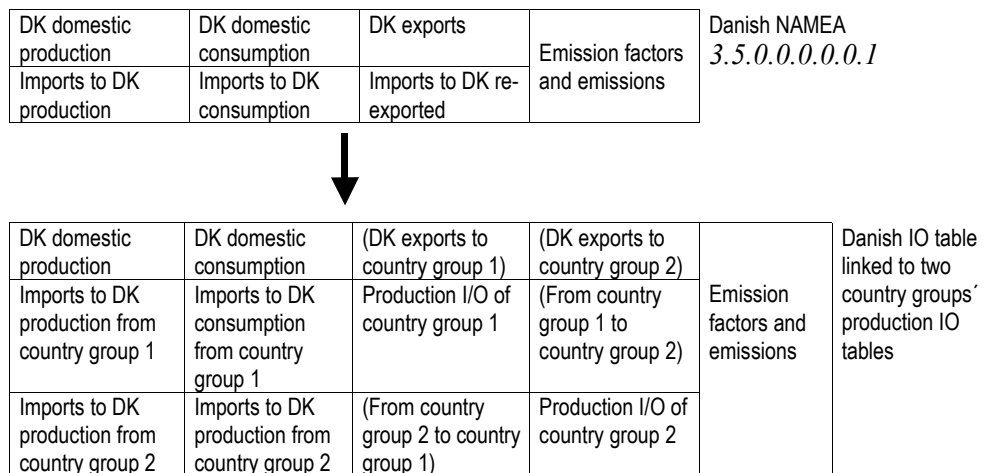 DK domestic
production
DK domestic
consumption
DK exports
Emission factors
and emissions
Danish NAMEA
3.5.0.0.0.0.0.1
Imports to DK
production
Imports to DK
consumption
Imports to DK re-
exported
DK domestic
production
DK domestic
consumption
(DK exports to
country group 1)
(DK exports to
country group 2)
Emission
factors and
emissions
Danish IO table
linked to two
country groups´
production IO
tables
Imports to DK
production from
country group 1
Imports to DK
consumption
from country
group 1
Production I/O of
country group 1
(From country
group 1 to
country group 2)
Imports to DK
production from
country group 2
Imports to DK
production from
country group 2
(From country
group 2 to country
group 1)
Production I/O of
country group 2